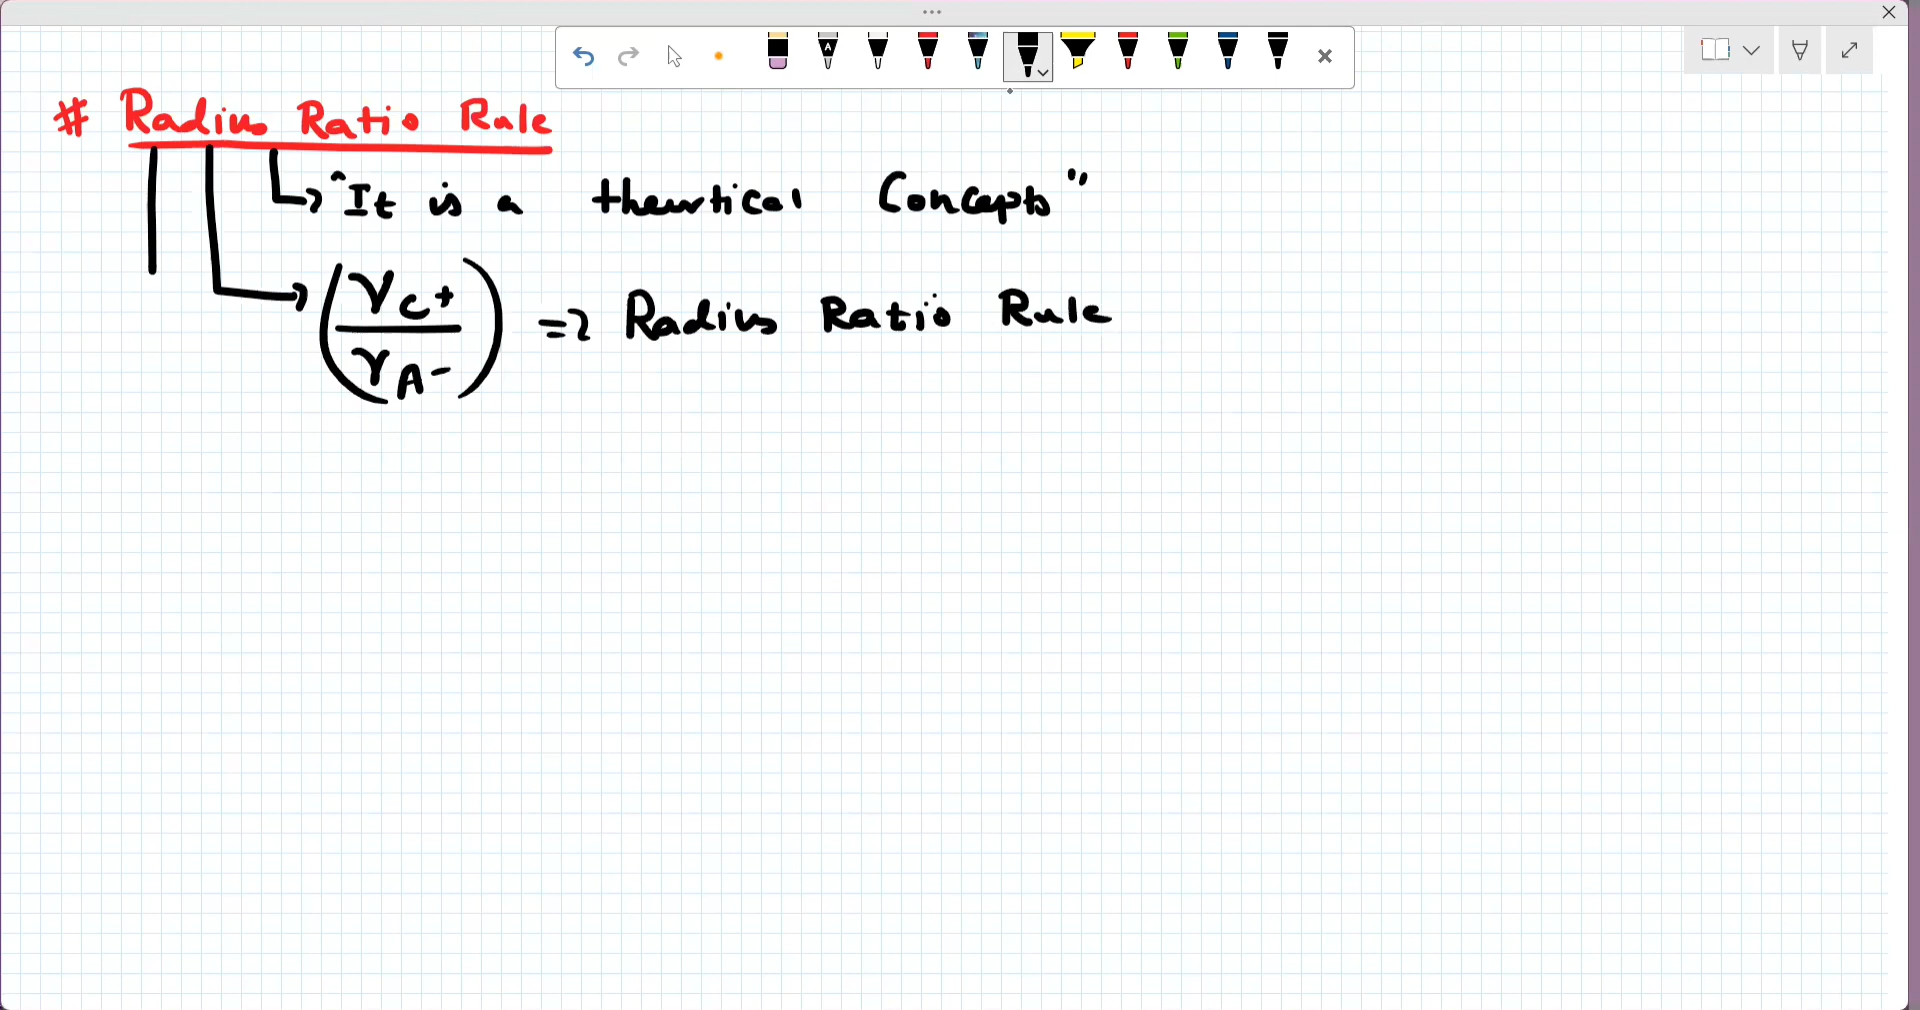 # Radius Ratio Rule
"It is a theortical Concepts"
(rC+ / rA-) => Radius Ratio Rule